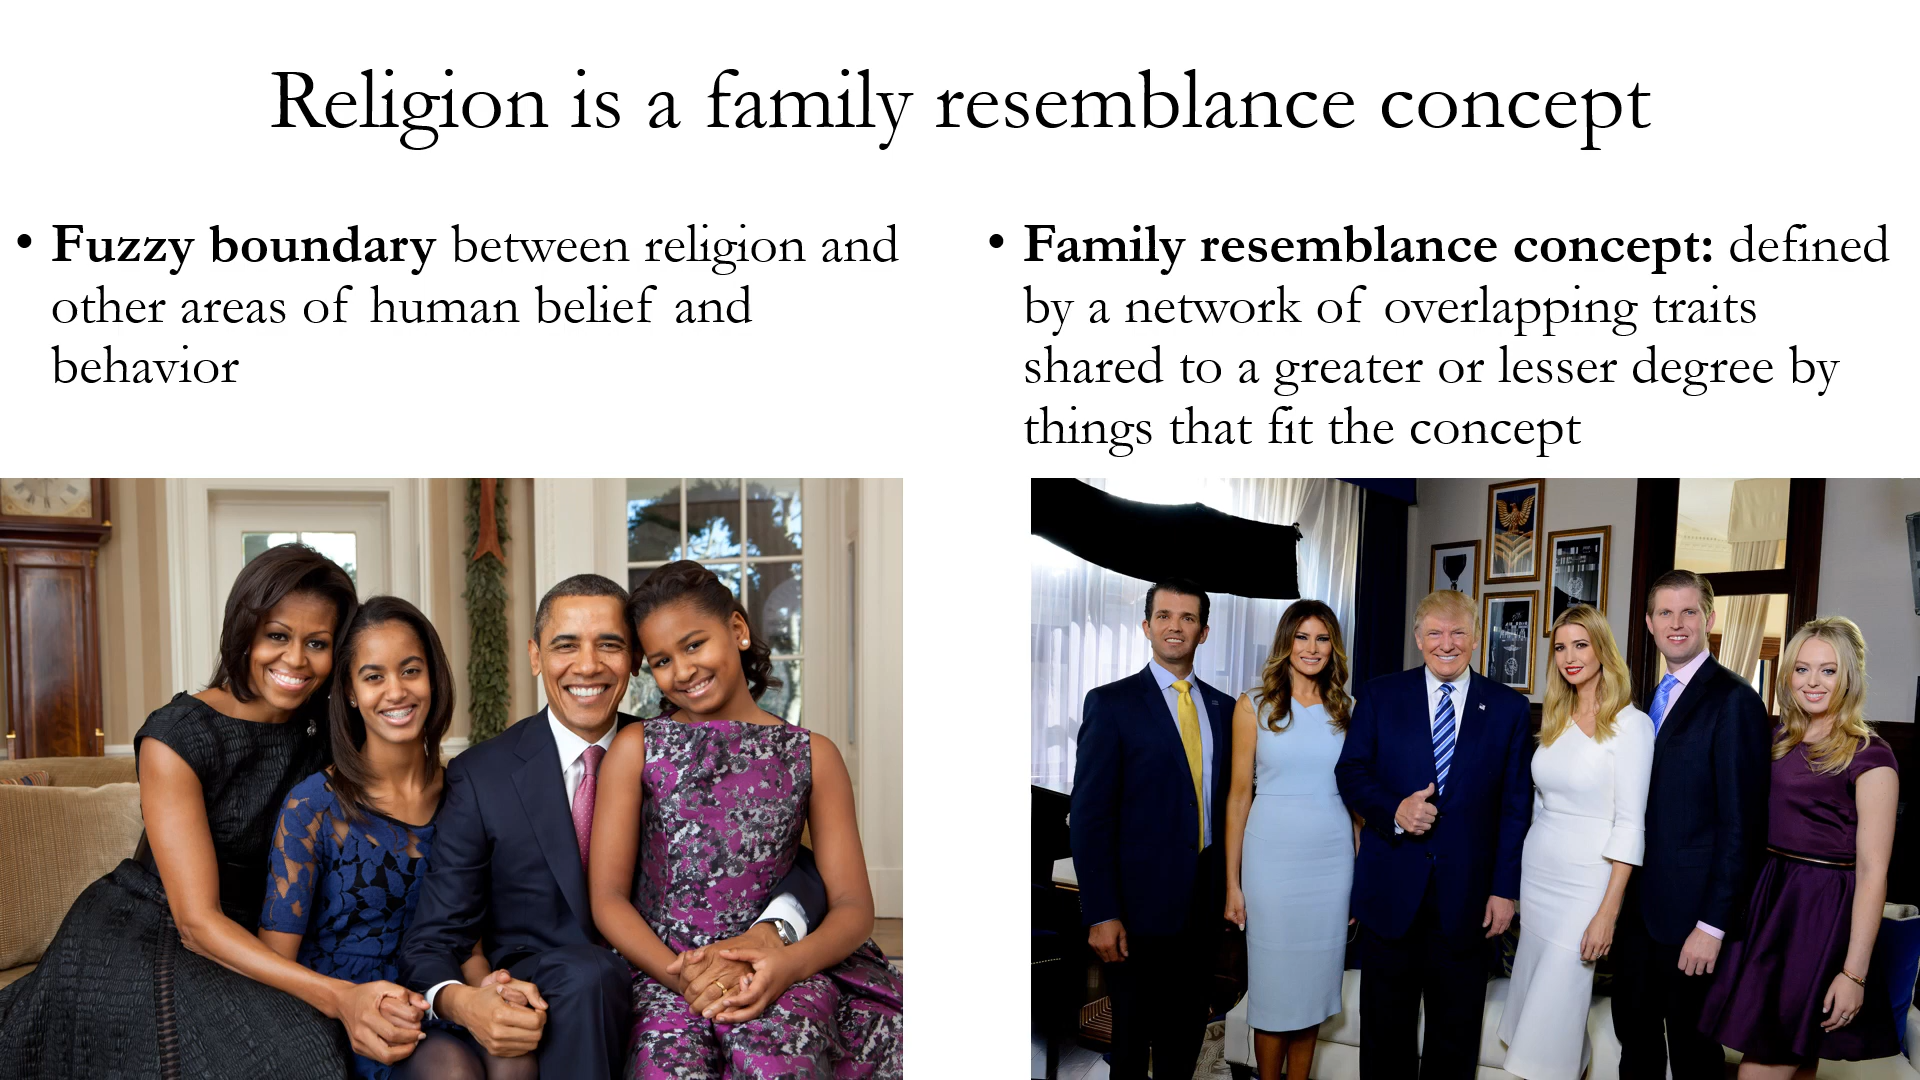 Religion is a family resemblance concept
• Fuzzy boundary between religion and
other areas of human belief and
behavior
• Family resemblance concept: defined
by a network of overlapping traits
shared to a greater or lesser degree by
things that fit the concept